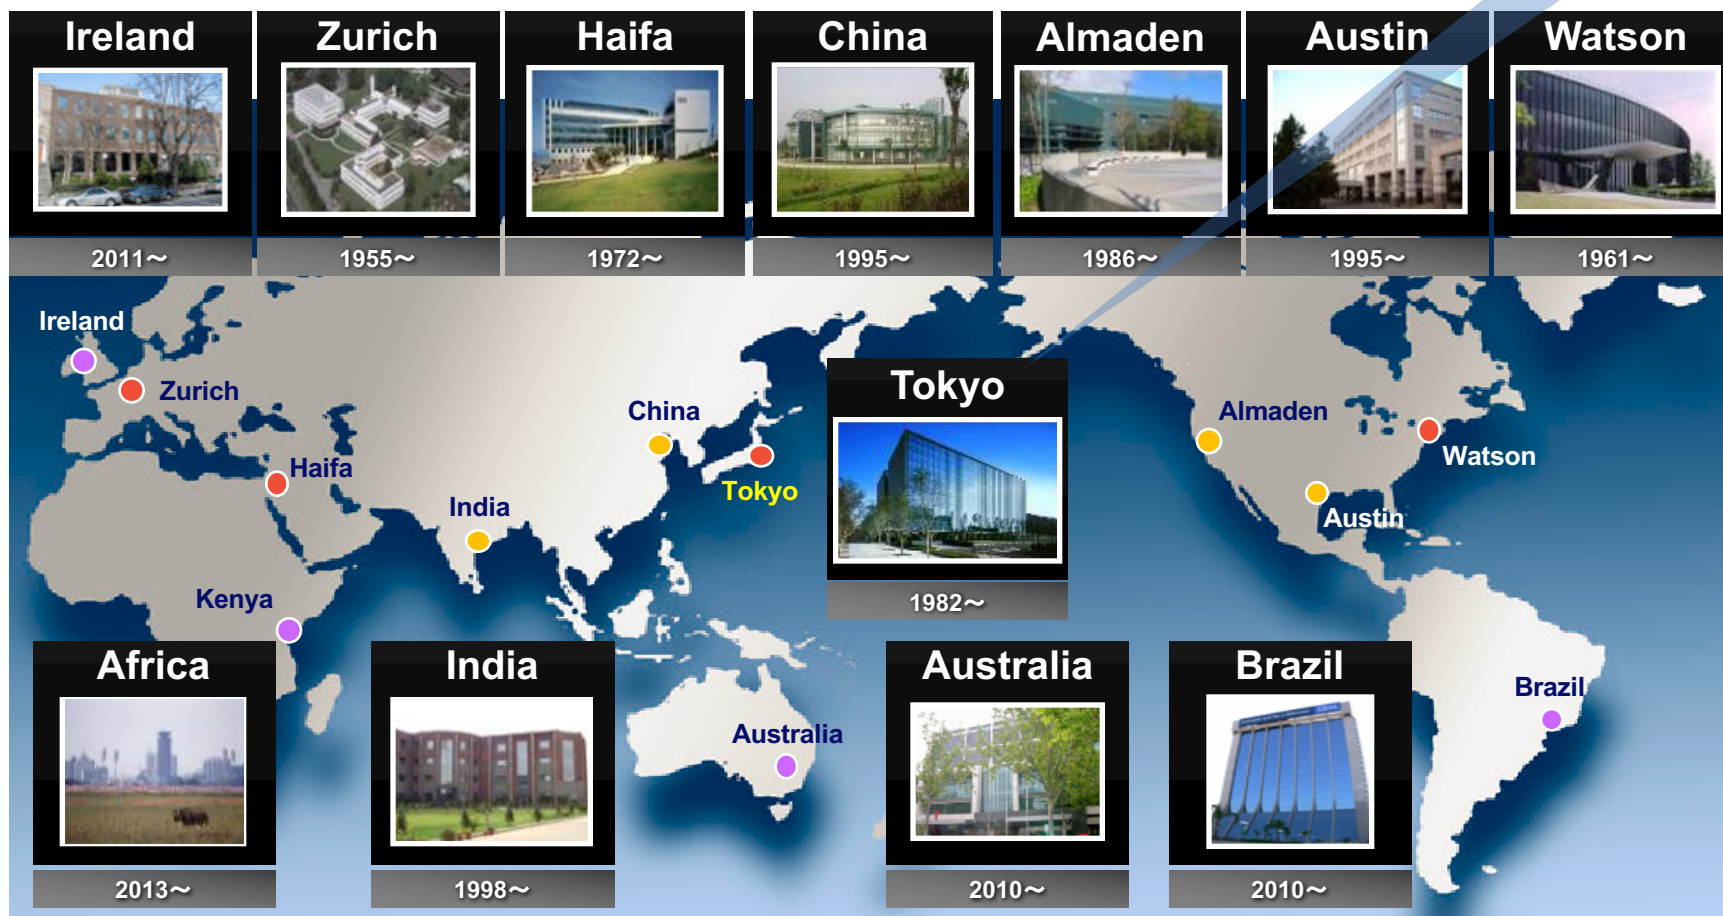 Ireland
Zurich
Haifa
China
Almaden
Austin
Watson
2011～
1955～
1972～
1995～
1986～
1995～
1961～
Ireland
Zurich
Haifa
India
China
Tokyo
Kenya
Australia
Tokyo
1982～
Almaden
Watson
Austin
Brazil
Africa
India
Australia
Brazil
2013～
1998～
2010～
2010～